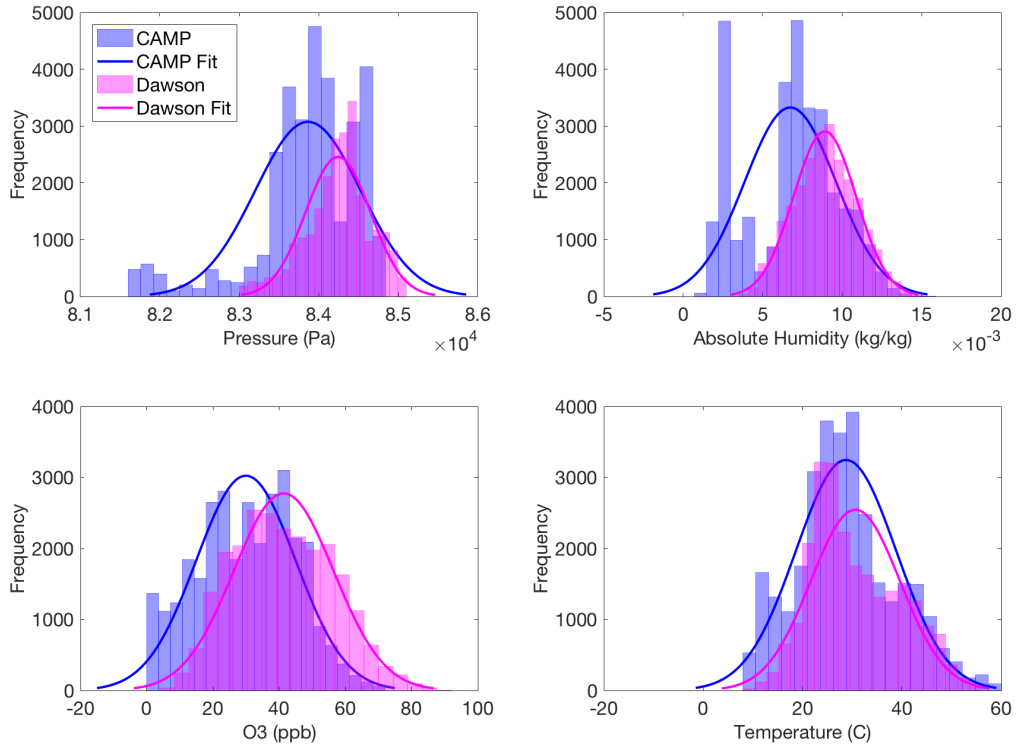 5000
4000
3000
2000
1000
0
Frequency
CAMP
CAMP Fit
Dawson
Dawson Fit
8.1 8.2 8.3 8.4 8.5 8.6
Pressure (Pa)
×10⁴
5000
4000
3000
2000
1000
0
Frequency
-5 0 5 10 15 20
Absolute Humidity (kg/kg)
×10⁻³
4000
3000
2000
1000
0
Frequency
-20 0 20 40 60 80 100
O3 (ppb)
4000
3000
2000
1000
0
Frequency
-20 0 20 40 60
Temperature (C)